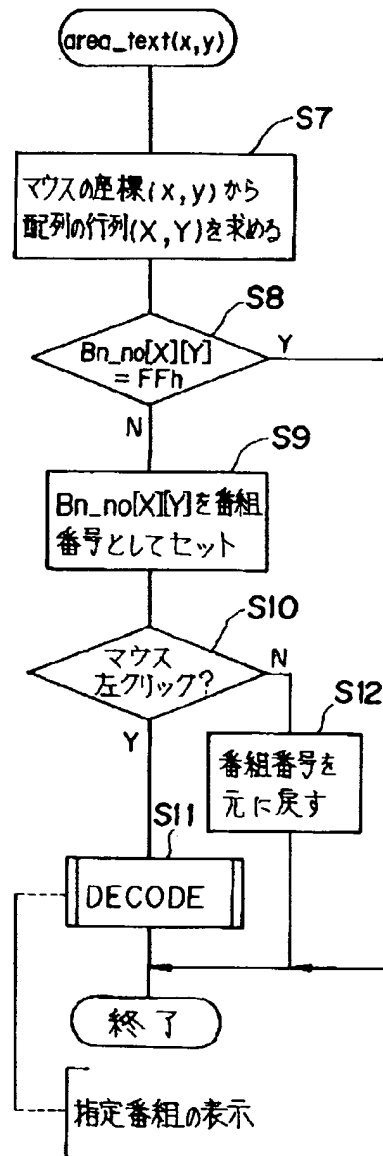 area_text(x,y)
S7
マウスの座標(x,y)から
配列の行列(X,Y)を求める
S8
Bn_no[X][Y]
= FFh
Y
N
S9
Bn_no[X][Y]を番組
番号としてセット
S10
マウス
左クリック?
N
Y
S12
番組番号を
元に戻す
S11
DECODE
終了
指定番組の表示